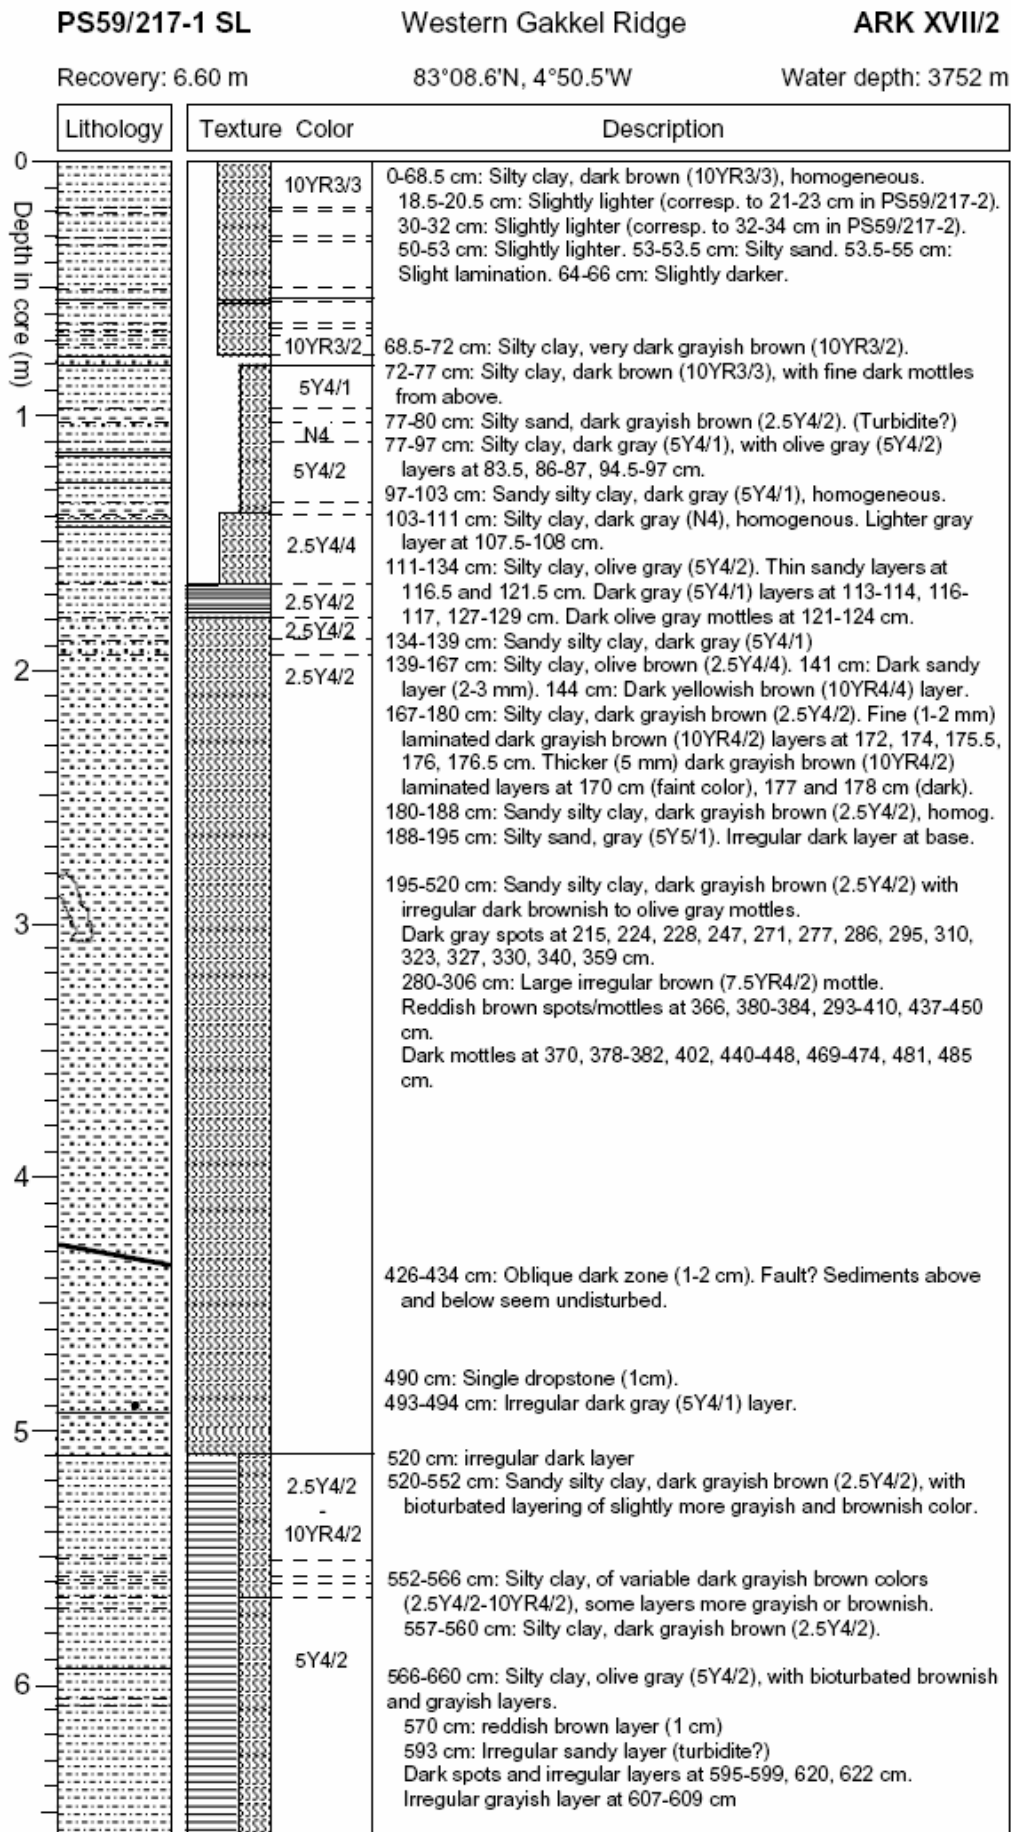 PS59/217-1 SL Western Gakkel Ridge ARK XVII/2
Recovery: 6.60 m 83°08.6'N, 4°50.5'W Water depth: 3752 m
Lithology Texture Color Description
0
Depth in core (m)
1
2
3
4
5
6
10YR3/3
10YR3/2
5Y4/1
N4
5Y4/2
2.5Y4/4
2.5Y4/2
2.5Y4/2
2.5Y4/2
2.5Y4/2
-
10YR4/2
5Y4/2
0-68.5 cm: Silty clay, dark brown (10YR3/3), homogeneous.
18.5-20.5 cm: Slightly lighter (corresp. to 21-23 cm in PS59/217-2).
30-32 cm: Slightly lighter (corresp. to 32-34 cm in PS59/217-2).
50-53 cm: Slightly lighter. 53-53.5 cm: Silty sand. 53.5-55 cm:
Slight lamination. 64-66 cm: Slightly darker.
68.5-72 cm: Silty clay, very dark grayish brown (10YR3/2).
72-77 cm: Silty clay, dark brown (10YR3/3), with fine dark mottles
from above.
77-80 cm: Silty sand, dark grayish brown (2.5Y4/2). (Turbidite?)
77-97 cm: Silty clay, dark gray (5Y4/1), with olive gray (5Y4/2)
layers at 83.5, 86-87, 94.5-97 cm.
97-103 cm: Sandy silty clay, dark gray (5Y4/1), homogeneous.
103-111 cm: Silty clay, dark gray (N4), homogenous. Lighter gray
layer at 107.5-108 cm.
111-134 cm: Silty clay, olive gray (5Y4/2). Thin sandy layers at
116.5 and 121.5 cm. Dark gray (5Y4/1) layers at 113-114, 116-
117, 127-129 cm. Dark olive gray mottles at 121-124 cm.
134-139 cm: Sandy silty clay, dark gray (5Y4/1)
139-167 cm: Silty clay, olive brown (2.5Y4/4). 141 cm: Dark sandy
layer (2-3 mm). 144 cm: Dark yellowish brown (10YR4/4) layer.
167-180 cm: Silty clay, dark grayish brown (2.5Y4/2). Fine (1-2 mm)
laminated dark grayish brown (10YR4/2) layers at 172, 174, 175.5,
176, 176.5 cm. Thicker (5 mm) dark grayish brown (10YR4/2)
laminated layers at 170 cm (faint color), 177 and 178 cm (dark).
180-188 cm: Sandy silty clay, dark grayish brown (2.5Y4/2), homog.
188-195 cm: Silty sand, gray (5Y5/1). Irregular dark layer at base.
195-520 cm: Sandy silty clay, dark grayish brown (2.5Y4/2) with
irregular dark brownish to olive gray mottles.
Dark gray spots at 215, 224, 228, 247, 271, 277, 286, 295, 310,
323, 327, 330, 340, 359 cm.
280-306 cm: Large irregular brown (7.5YR4/2) mottle.
Reddish brown spots/mottles at 366, 380-384, 293-410, 437-450
cm.
Dark mottles at 370, 378-382, 402, 440-448, 469-474, 481, 485
cm.
426-434 cm: Oblique dark zone (1-2 cm). Fault? Sediments above
and below seem undisturbed.
490 cm: Single dropstone (1cm).
493-494 cm: Irregular dark gray (5Y4/1) layer.
520 cm: irregular dark layer
520-552 cm: Sandy silty clay, dark grayish brown (2.5Y4/2), with
bioturbated layering of slightly more grayish and brownish color.
552-566 cm: Silty clay, of variable dark grayish brown colors
(2.5Y4/2-10YR4/2), some layers more grayish or brownish.
557-560 cm: Silty clay, dark grayish brown (2.5Y4/2).
566-660 cm: Silty clay, olive gray (5Y4/2), with bioturbated brownish
and grayish layers.
570 cm: reddish brown layer (1 cm)
593 cm: Irregular sandy layer (turbidite?)
Dark spots and irregular layers at 595-599, 620, 622 cm.
Irregular grayish layer at 607-609 cm